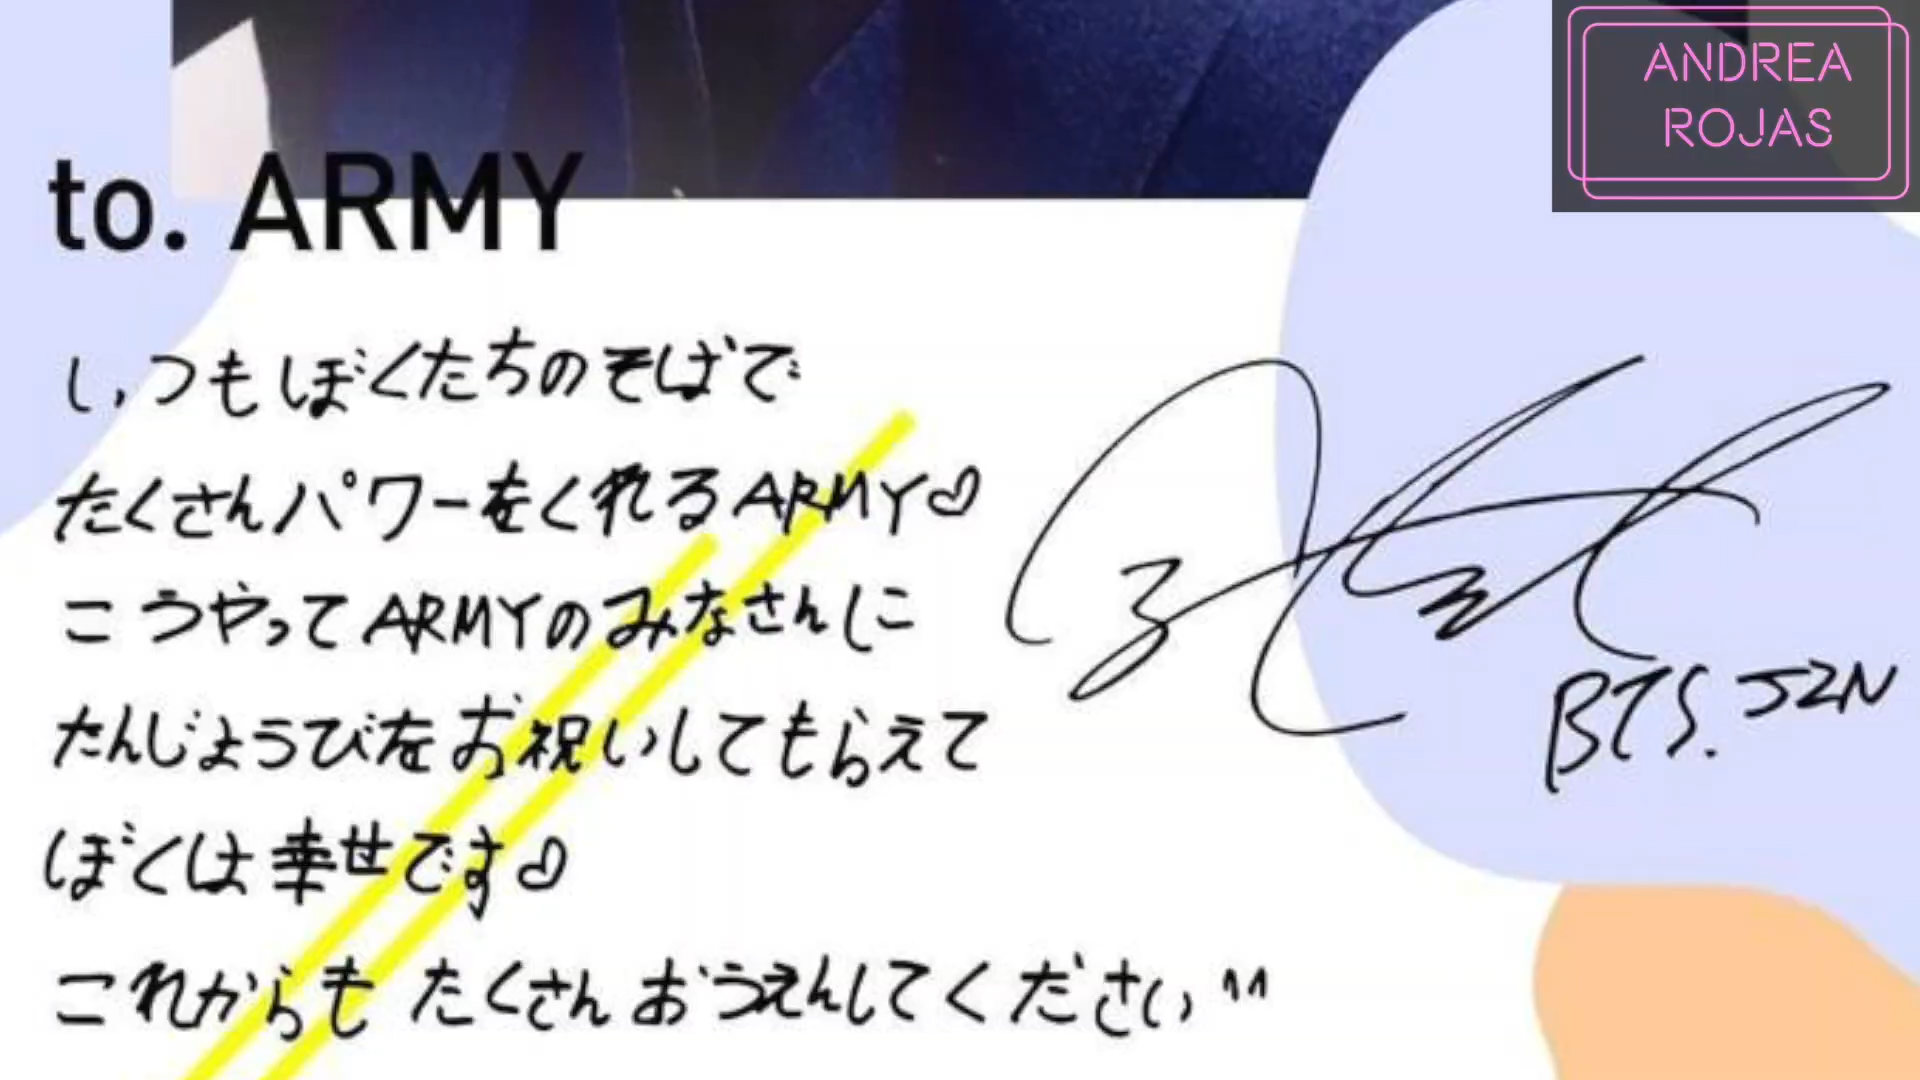 ANDREA
ROJAS
to. ARMY
いつもぼくたちのそばで
たくさんパワーをくれるARMY♡
こうやってARMYのみなさんに
たんじょうびをお祝いしてもらえて
ぼくは幸せです♡
これからもたくさんおうえんしてください^^
BTS. JIN